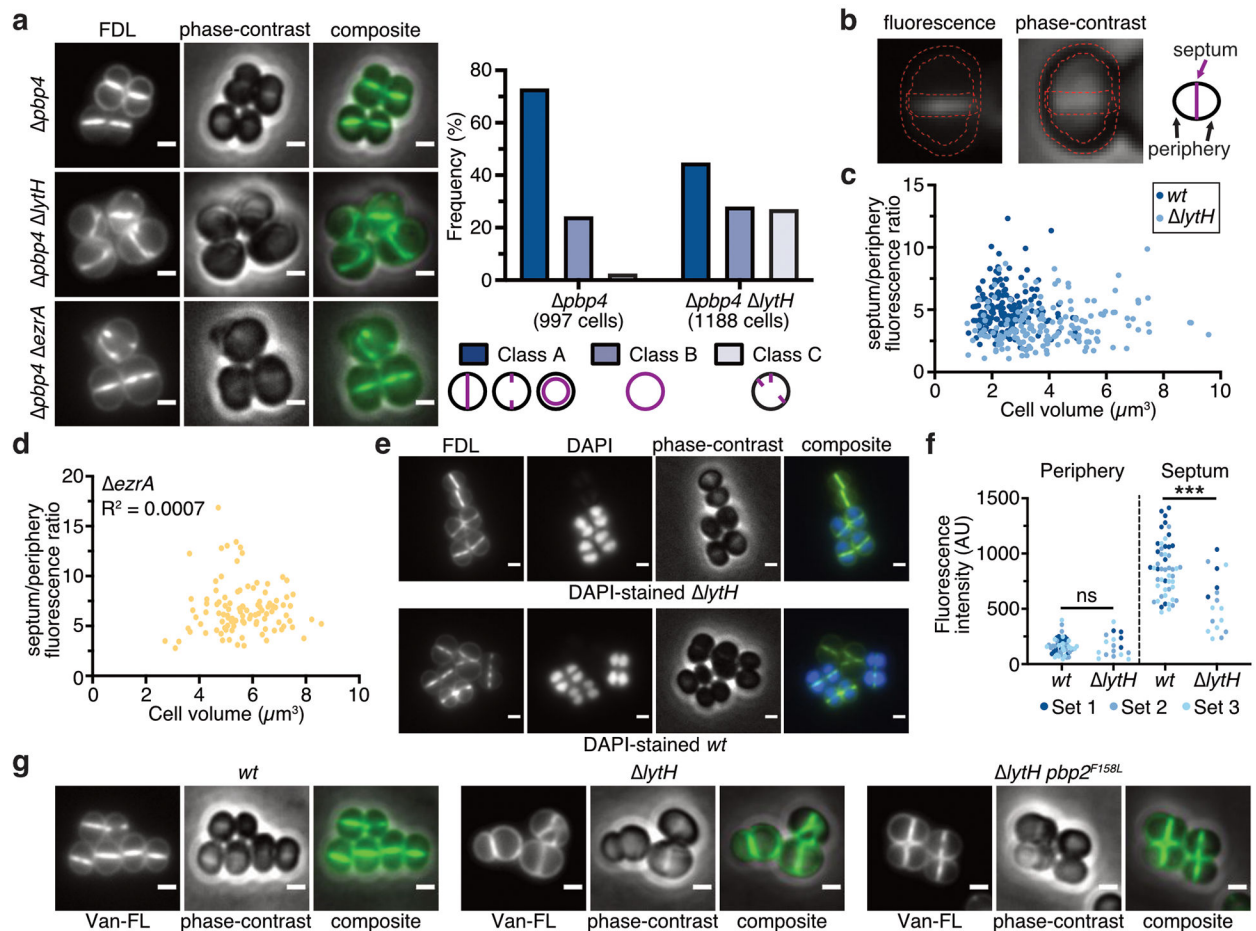 a
FDL phase-contrast composite
Δpbp4
Δpbp4 ΔlytH
Δpbp4 ΔezrA
Frequency (%)
80
60
40
20
0
Δpbp4 Δpbp4 ΔlytH
(997 cells) (1188 cells)
Class A Class B Class C
b
fluorescence phase-contrast
septum
periphery
c
septum/periphery
fluorescence ratio
15
10
5
0
0 2 4 6 8 10
Cell volume (µm³)
wt
ΔlytH
d
septum/periphery
fluorescence ratio
20
15
10
5
0
ΔezrA
R² = 0.0007
0 2 4 6 8 10
Cell volume (µm³)
e
FDL DAPI phase-contrast composite
DAPI-stained ΔlytH
DAPI-stained wt
f
Periphery Septum
Fluorescence
intensity (AU)
1500
1000
500
0
ns
***
wt ΔlytH wt ΔlytH
Set 1 Set 2 Set 3
g
wt
Van-FL phase-contrast composite
ΔlytH
Van-FL phase-contrast composite
ΔlytH pbp2F158L
Van-FL phase-contrast composite